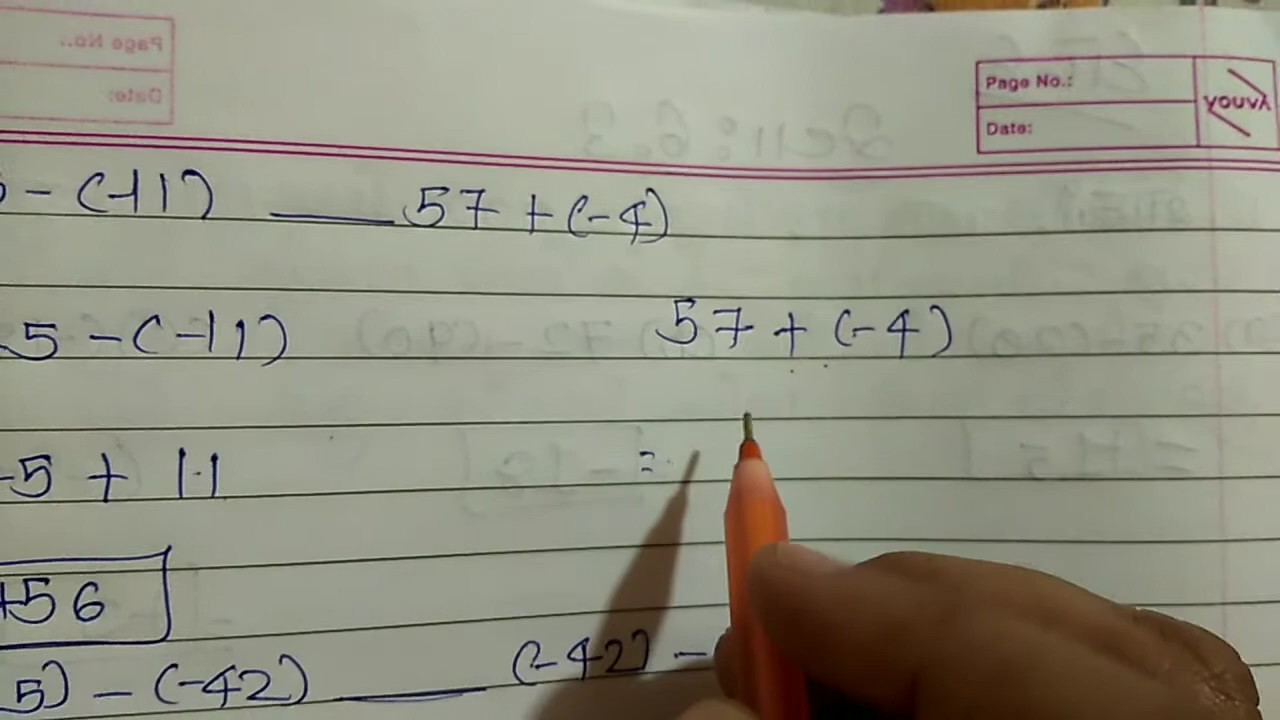 Page No.:
Date:
youva
- (-11) ____ 57 + (-4)
5 - (-11) 57 + (-4)
-5 + 11 =
+56
5) - (-42) ____ (-42) -